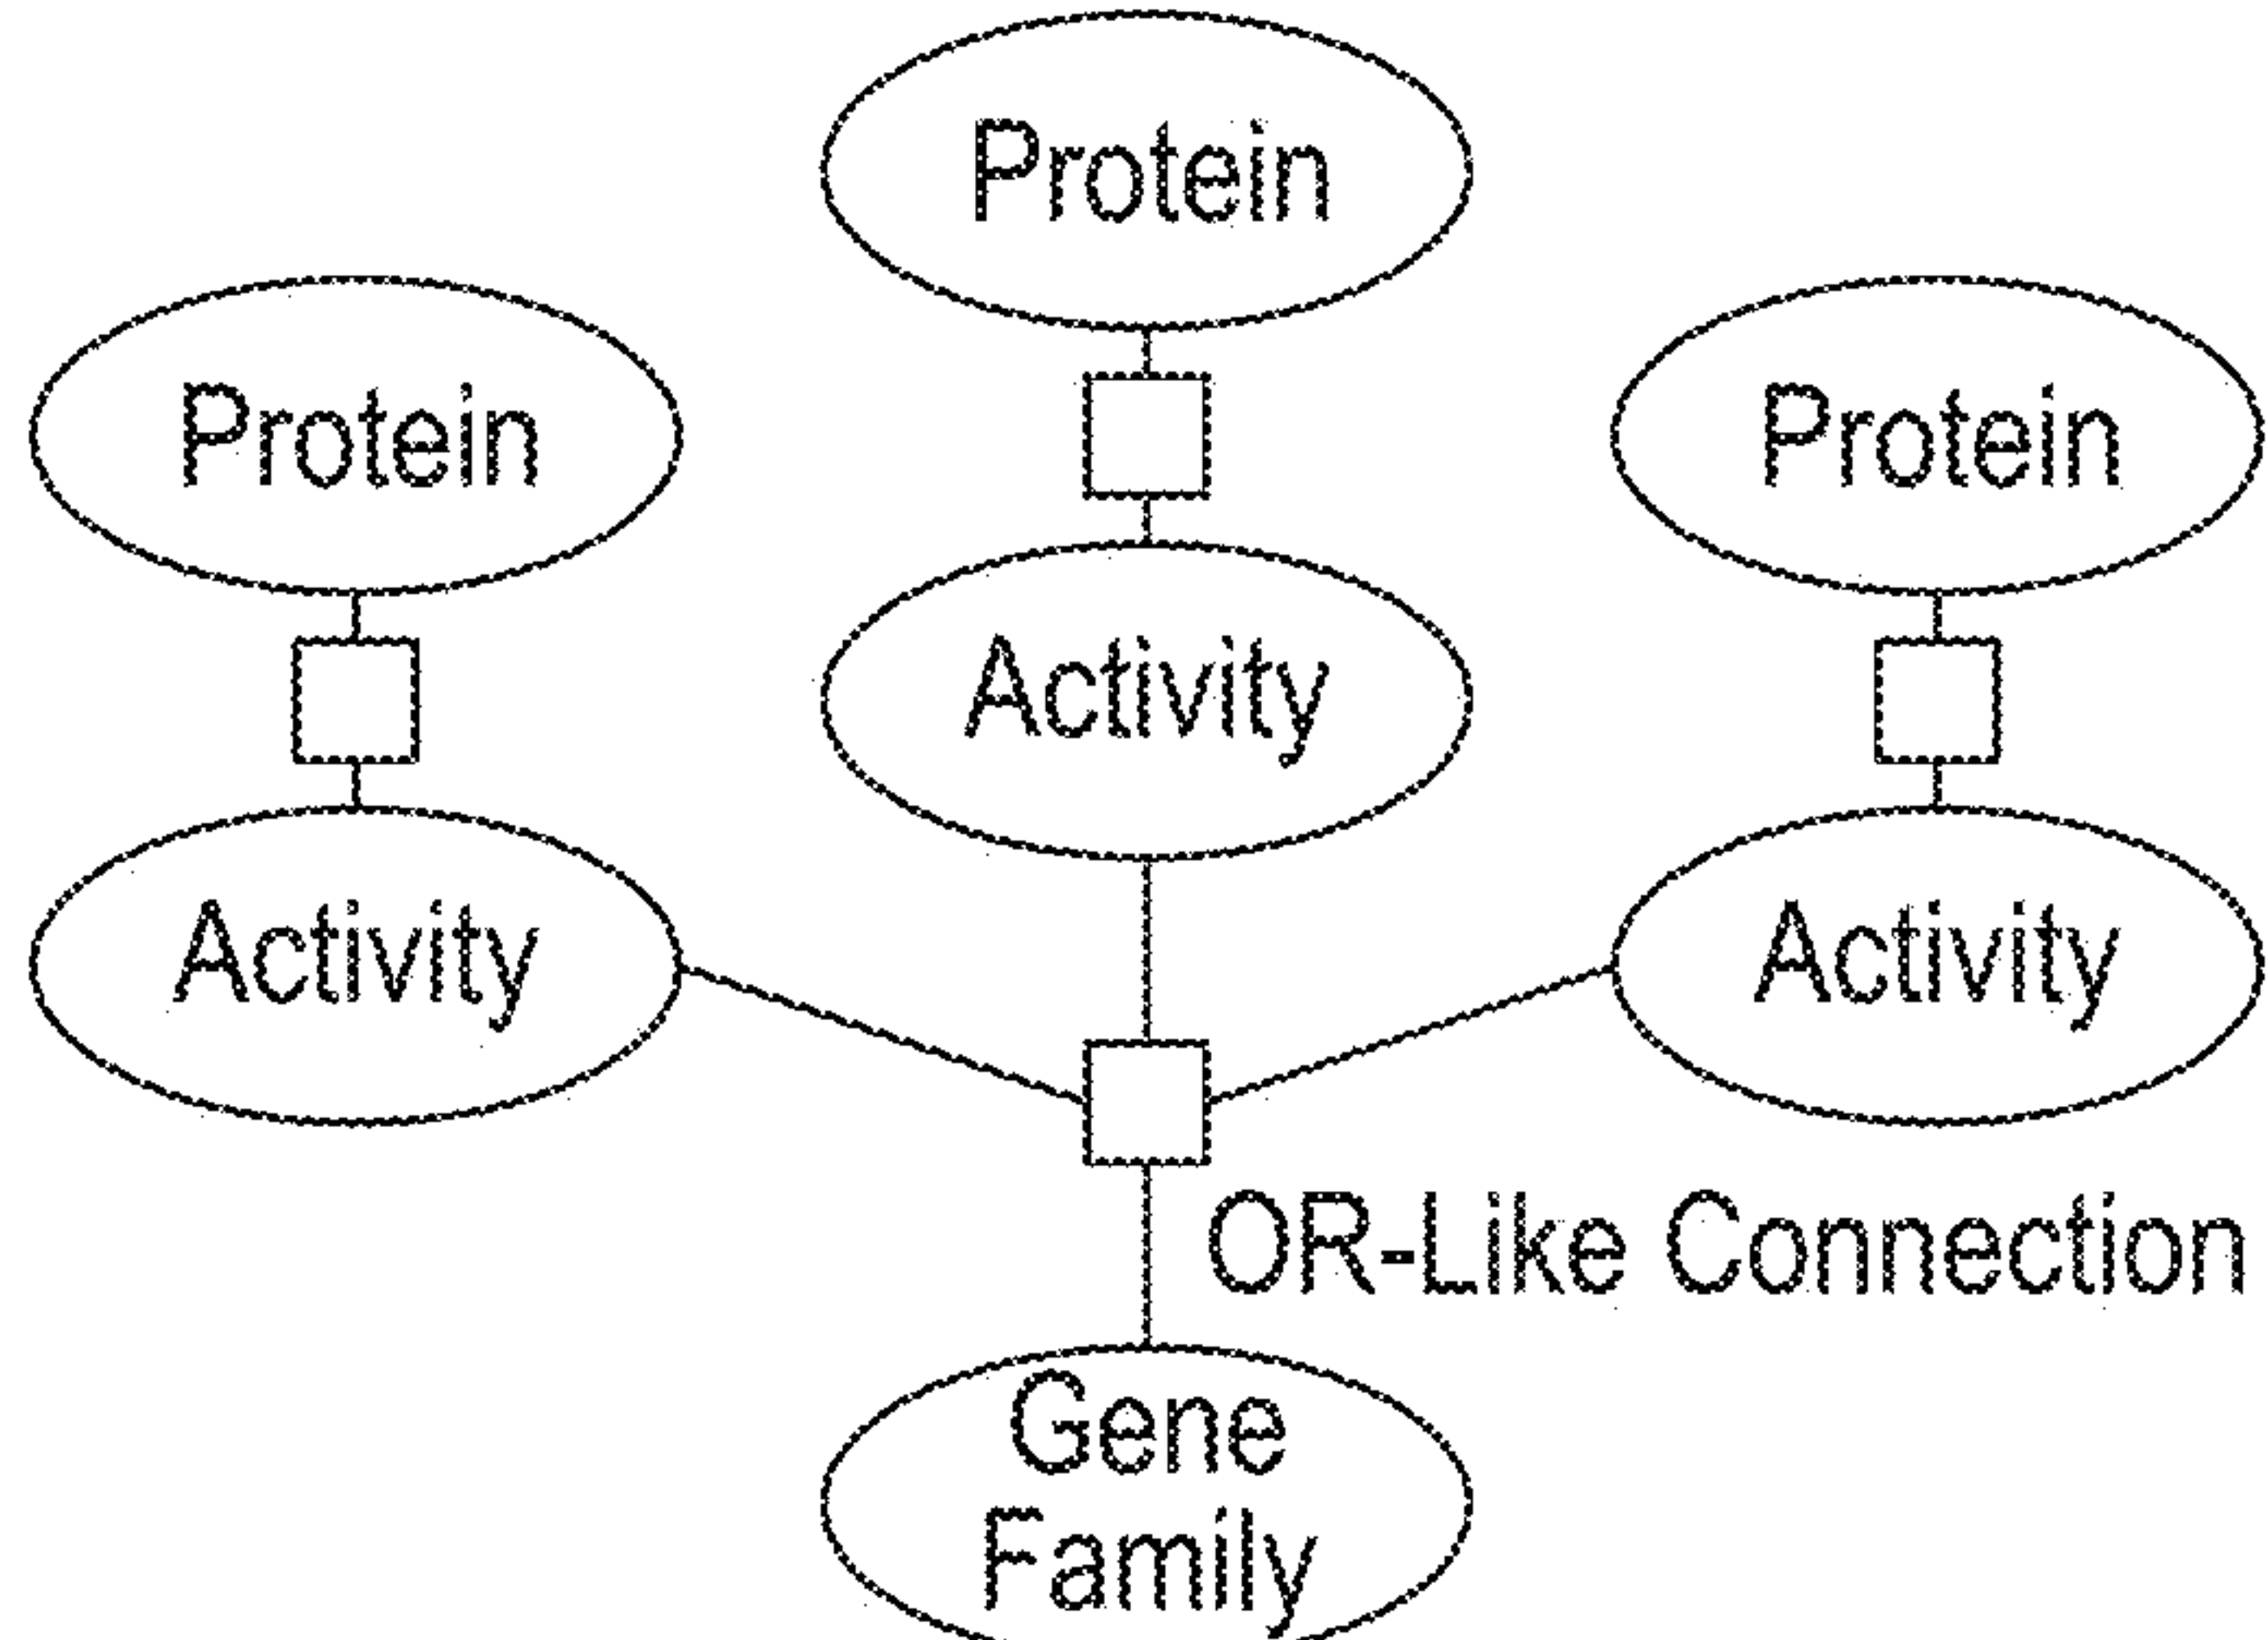 Protein
Protein
Protein
Activity
Activity
Activity
OR-Like Connection
Gene
Family